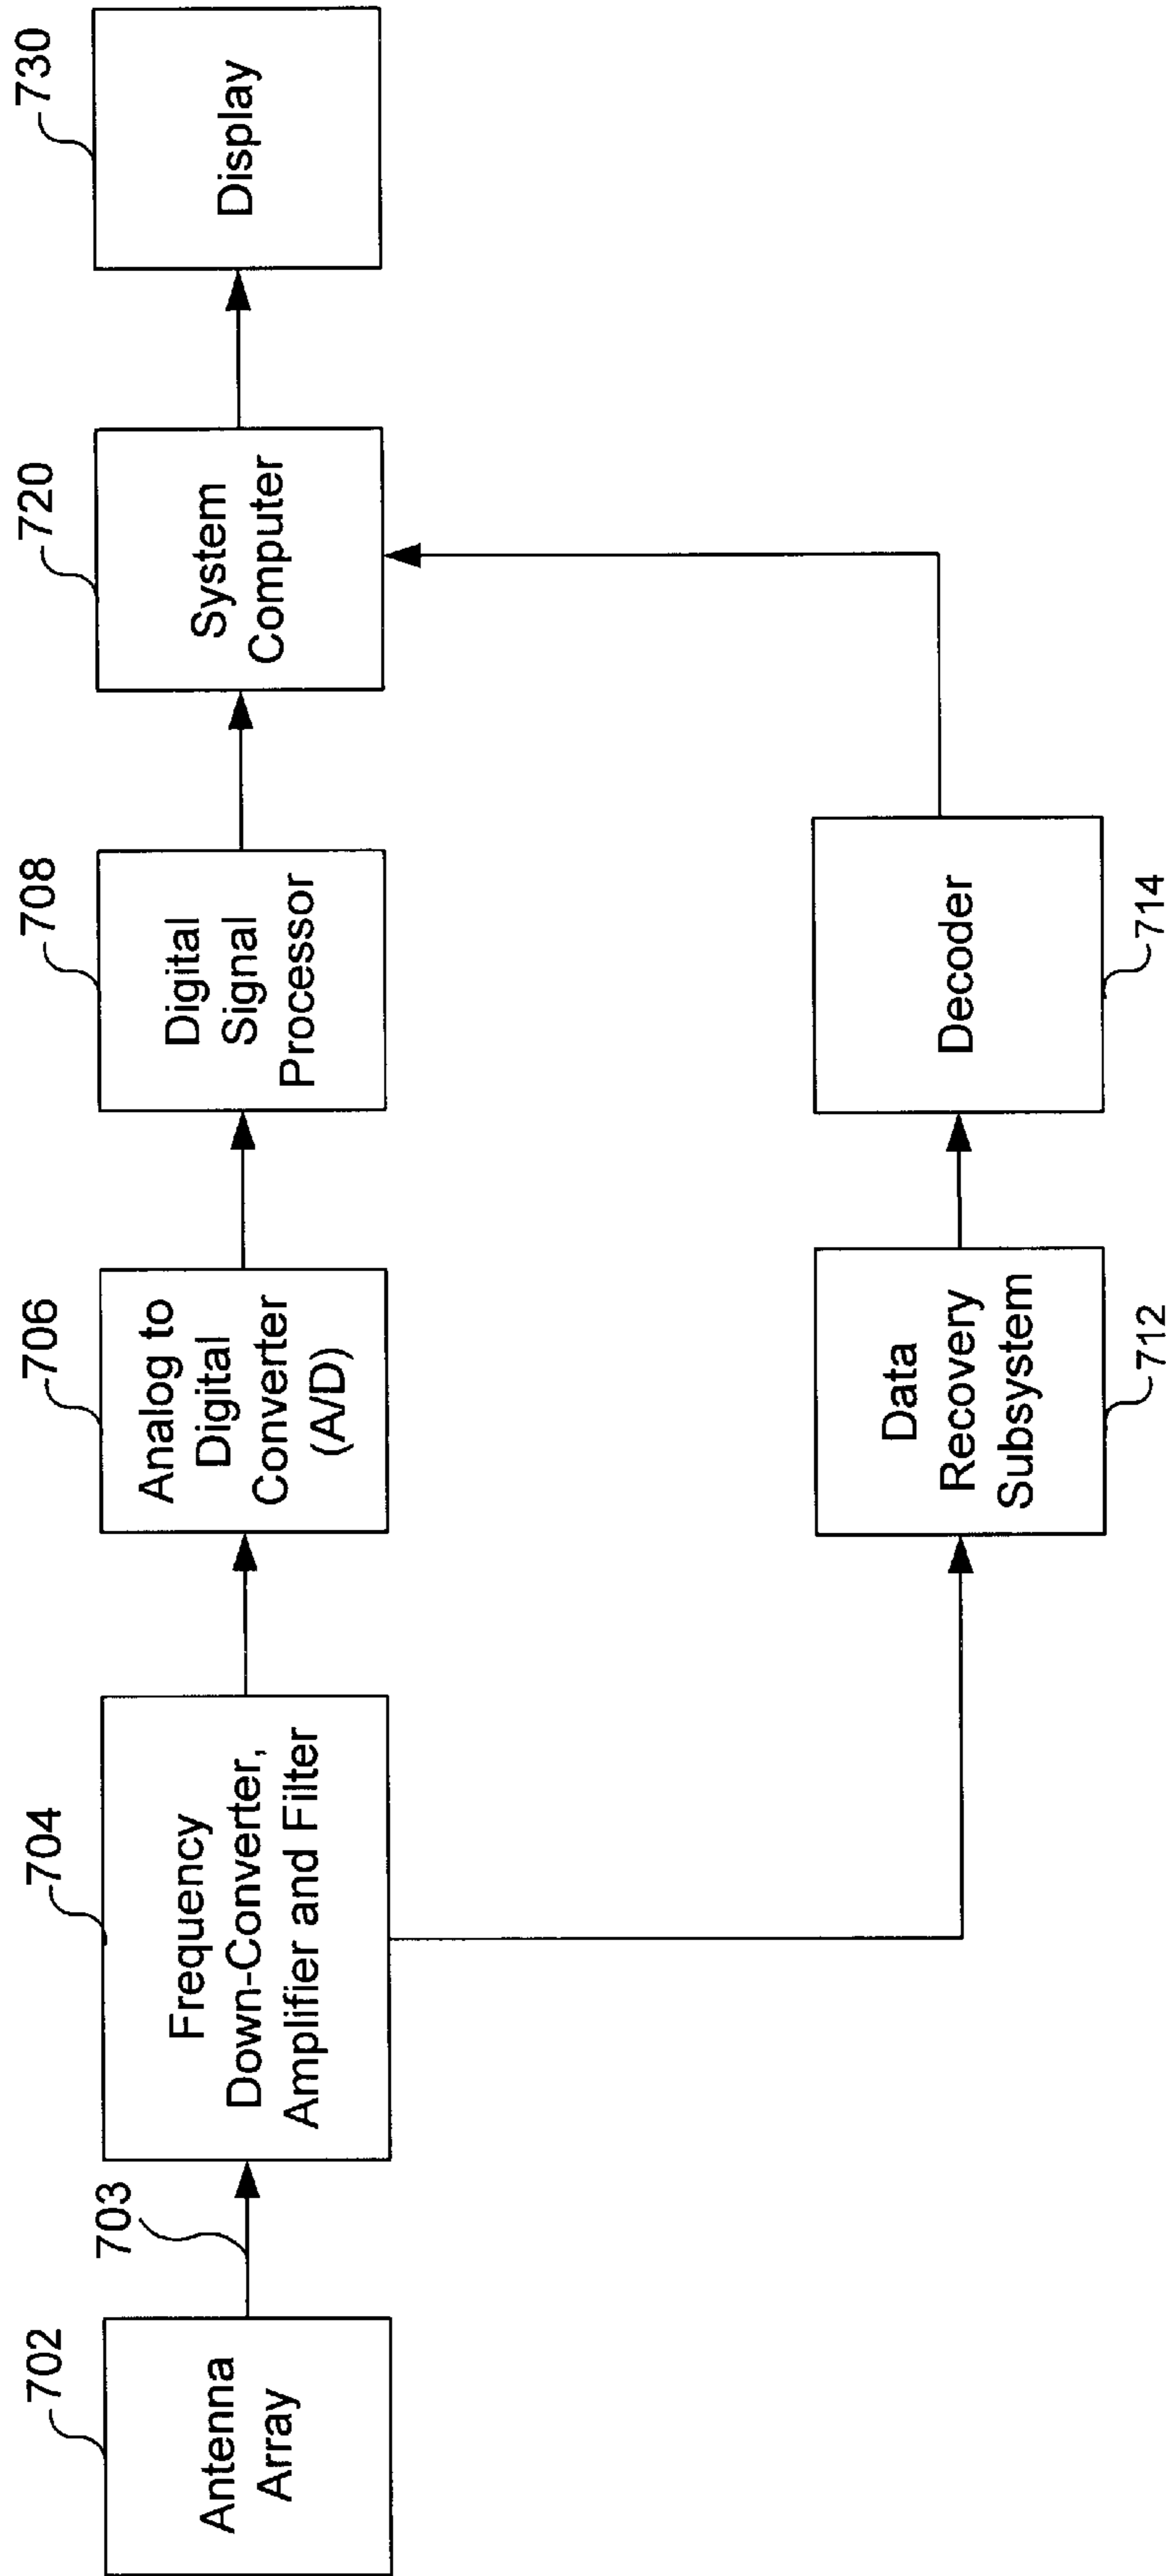 702
Antenna
Array
703
704
Frequency
Down-Converter,
Amplifier and Filter
706
Analog to
Digital
Converter
(A/D)
708
Digital
Signal
Processor
720
System
Computer
730
Display
Data
Recovery
Subsystem
712
Decoder
714